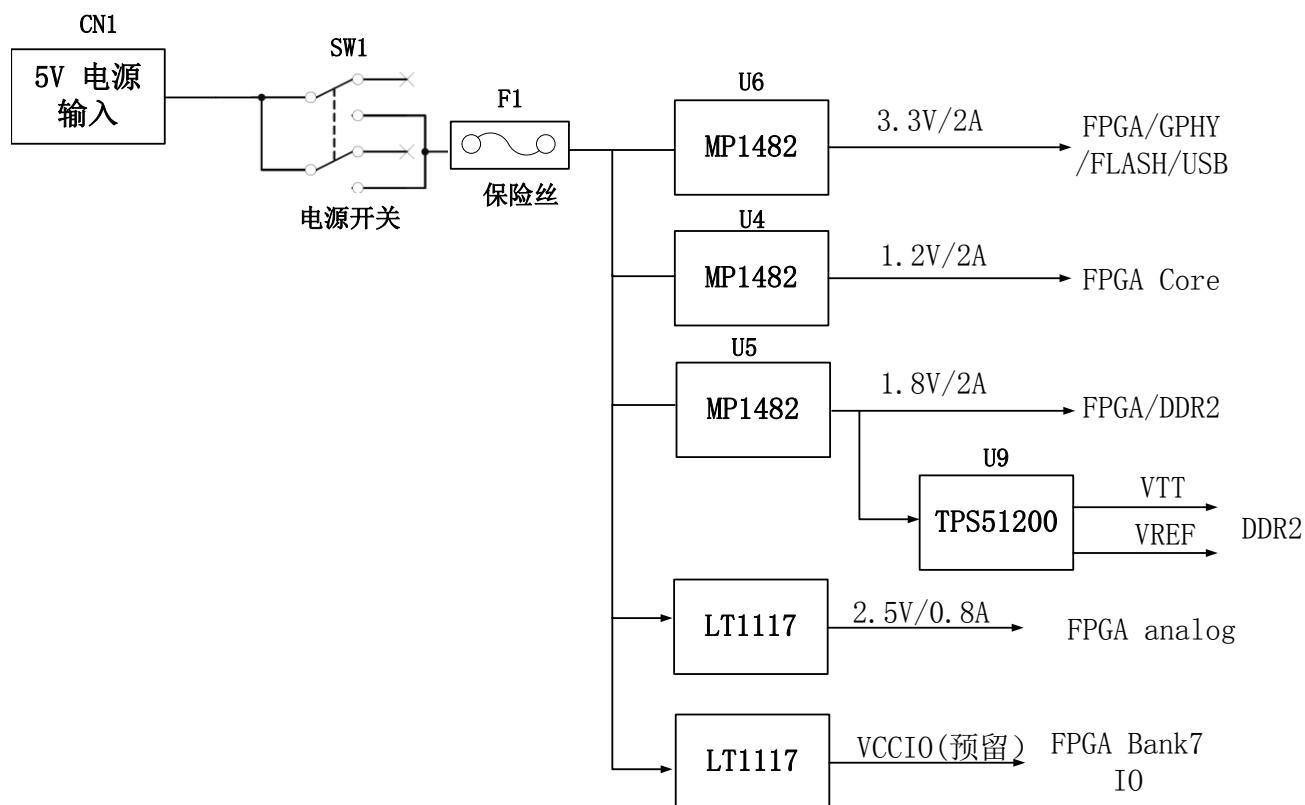 CN1
5V 电源
输入
SW1
电源开关
F1
保险丝
U6
MP1482
3.3V/2A
FPGA/GPHY
/FLASH/USB
U4
MP1482
1.2V/2A
FPGA Core
U5
MP1482
1.8V/2A
FPGA/DDR2
U9
TPS51200
VTT
VREF
DDR2
LT1117
2.5V/0.8A
FPGA analog
LT1117
VCCIO(预留)
FPGA Bank7
IO